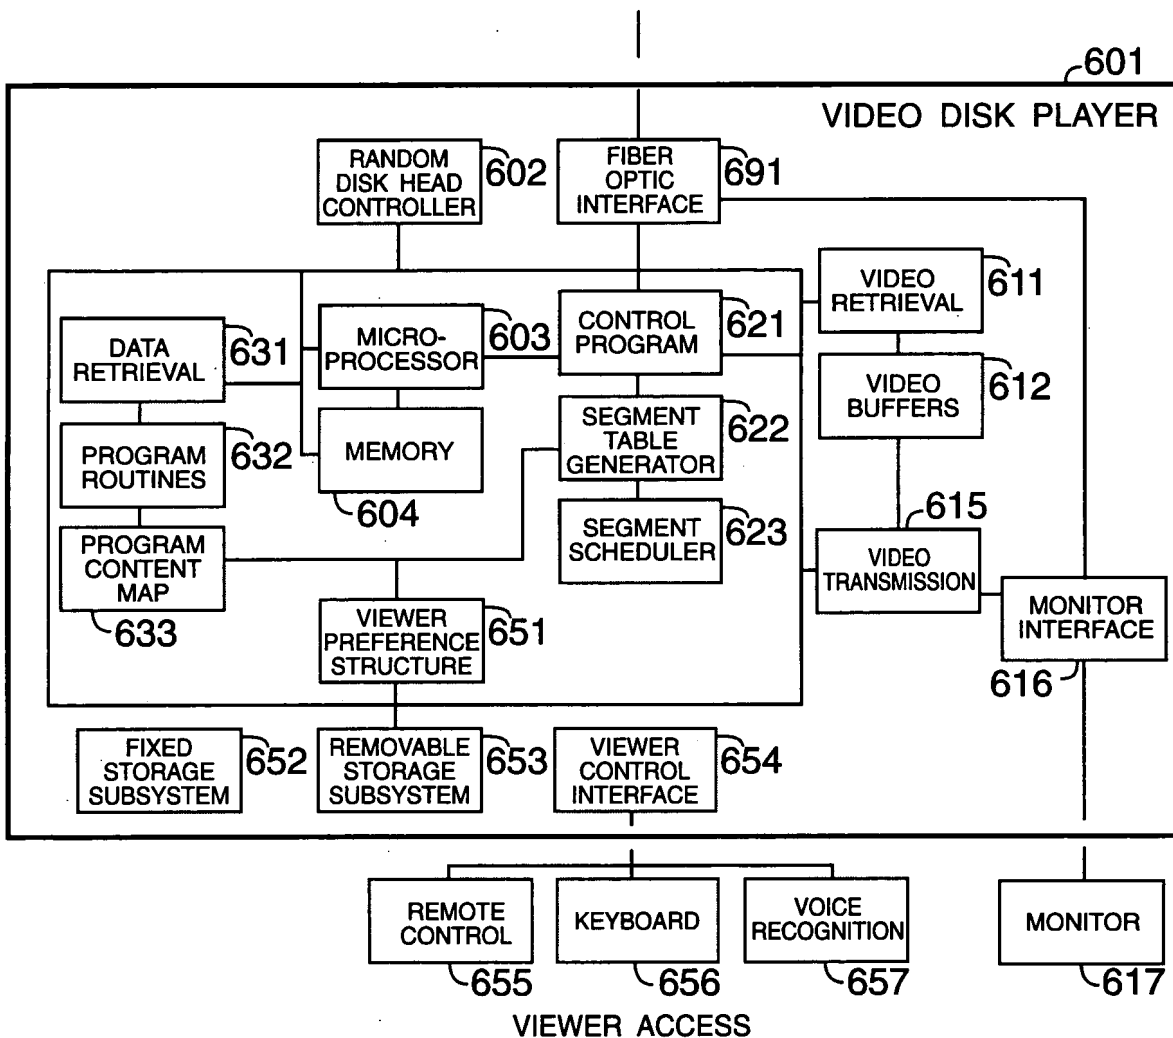 601
VIDEO DISK PLAYER
RANDOM
DISK HEAD
CONTROLLER
602
FIBER
OPTIC
INTERFACE
691
DATA
RETRIEVAL
631
MICRO-
PROCESSOR
603
CONTROL
PROGRAM
621
VIDEO
RETRIEVAL
611
PROGRAM
ROUTINES
632
MEMORY
604
SEGMENT
TABLE
GENERATOR
622
VIDEO
BUFFERS
612
PROGRAM
CONTENT
MAP
633
SEGMENT
SCHEDULER
623
615
VIDEO
TRANSMISSION
VIEWER
PREFERENCE
STRUCTURE
651
MONITOR
INTERFACE
616
FIXED
STORAGE
SUBSYSTEM
652
REMOVABLE
STORAGE
SUBSYSTEM
653
VIEWER
CONTROL
INTERFACE
654
REMOTE
CONTROL
655
KEYBOARD
656
VOICE
RECOGNITION
657
MONITOR
617
VIEWER ACCESS